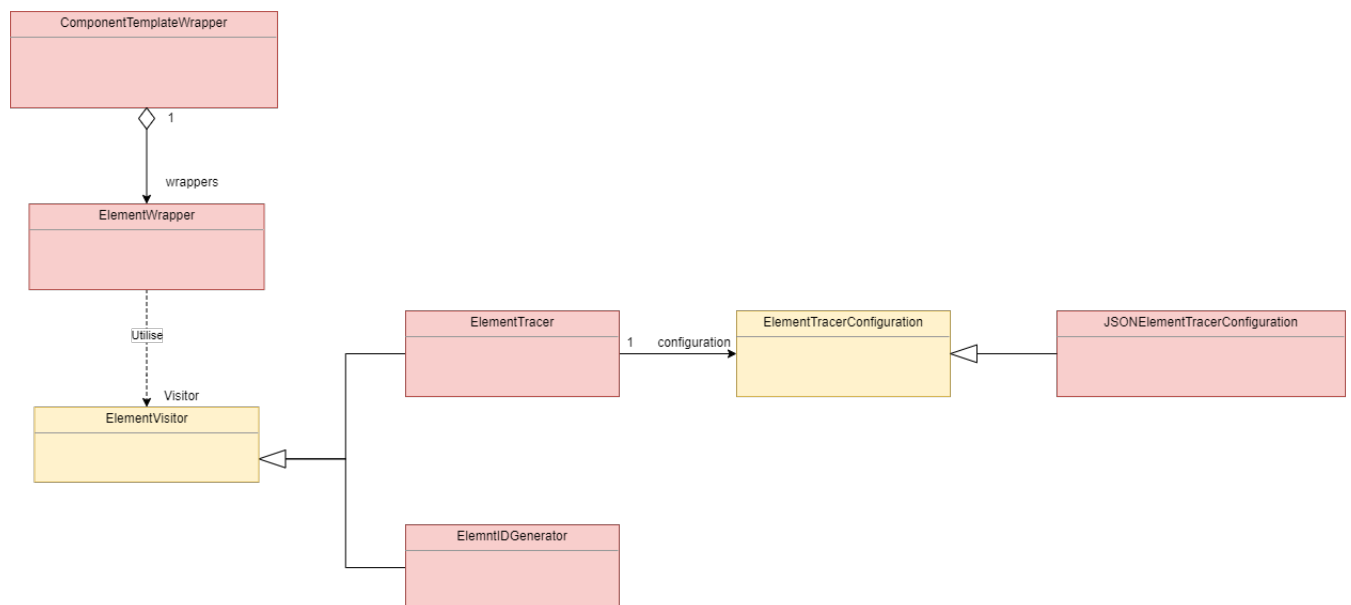 ComponentTemplateWrapper
1
wrappers
ElementWrapper
Utilise
Visitor
ElementVisitor
ElementTracer
1
configuration
ElementTracerConfiguration
JSONElementTracerConfiguration
ElemntIDGenerator